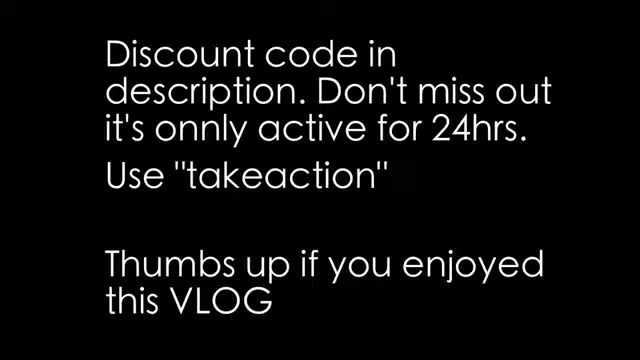 Discount code in
description. Don't miss out
it's onnly active for 24hrs.
Use "takeaction"
Thumbs up if you enjoyed
this VLOG